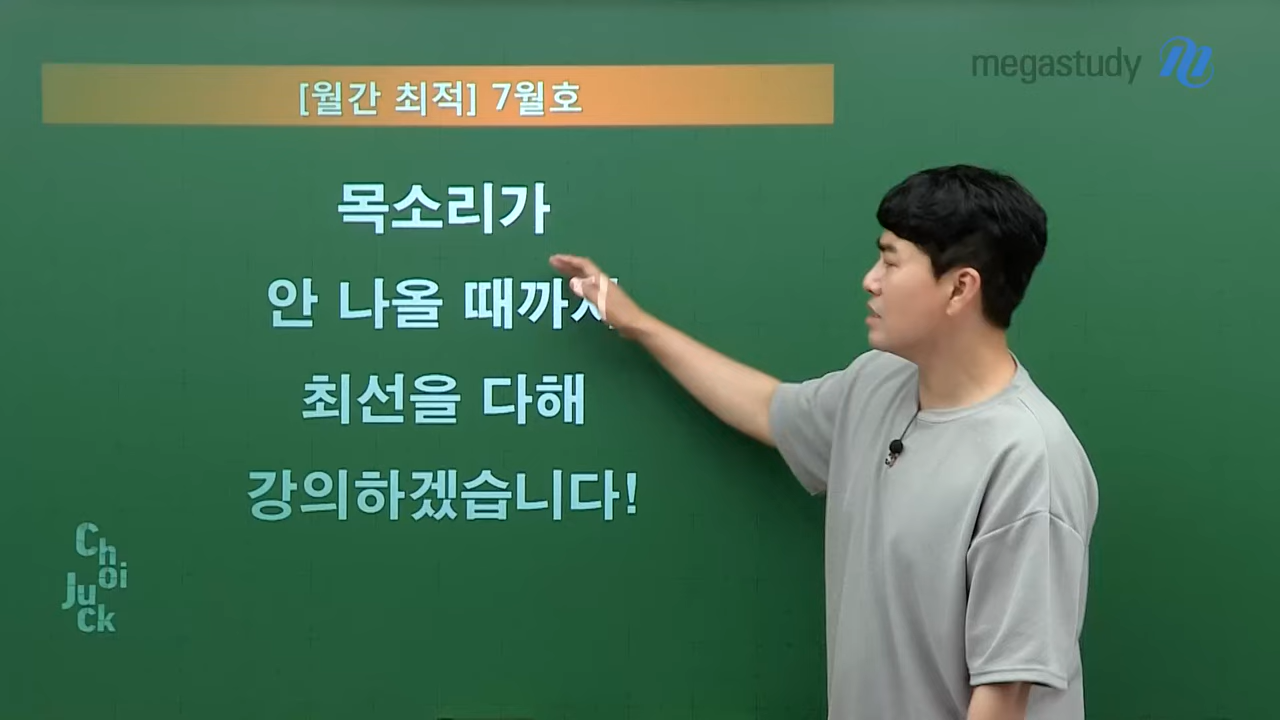 megastudy
[월간 최적] 7월호
목소리가
안 나올 때까지
최선을 다해
강의하겠습니다!
Choi
Juck